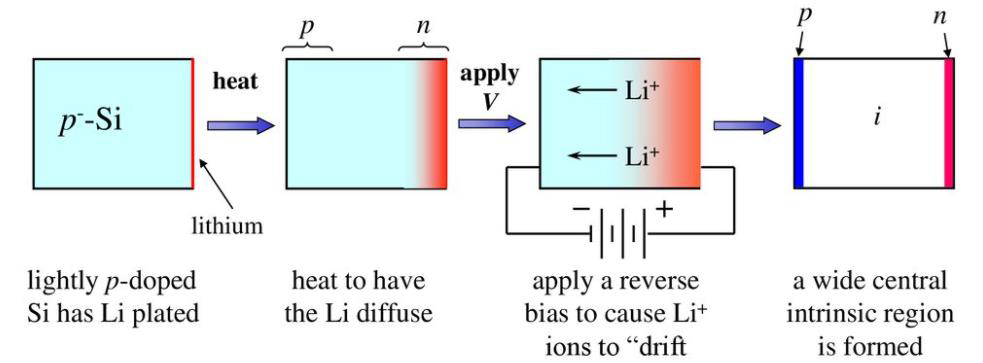 p n p n
p⁻-Si heat apply V Li⁺ i
Li⁺
lithium − +
lightly p-doped
Si has Li plated
heat to have
the Li diffuse
apply a reverse
bias to cause Li⁺
ions to “drift
a wide central
intrinsic region
is formed